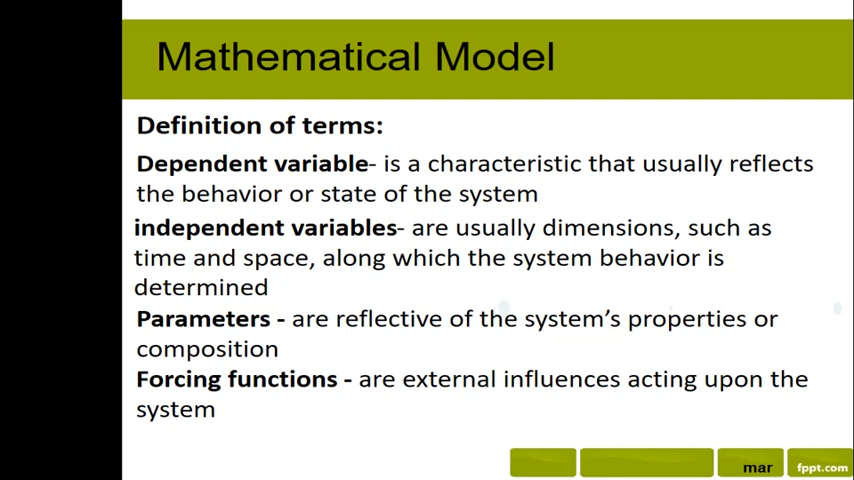 Mathematical Model
Definition of terms:
Dependent variable- is a characteristic that usually reflects
the behavior or state of the system
independent variables- are usually dimensions, such as
time and space, along which the system behavior is
determined
Parameters - are reflective of the system’s properties or
composition
Forcing functions - are external influences acting upon the
system
mar
fppt.com